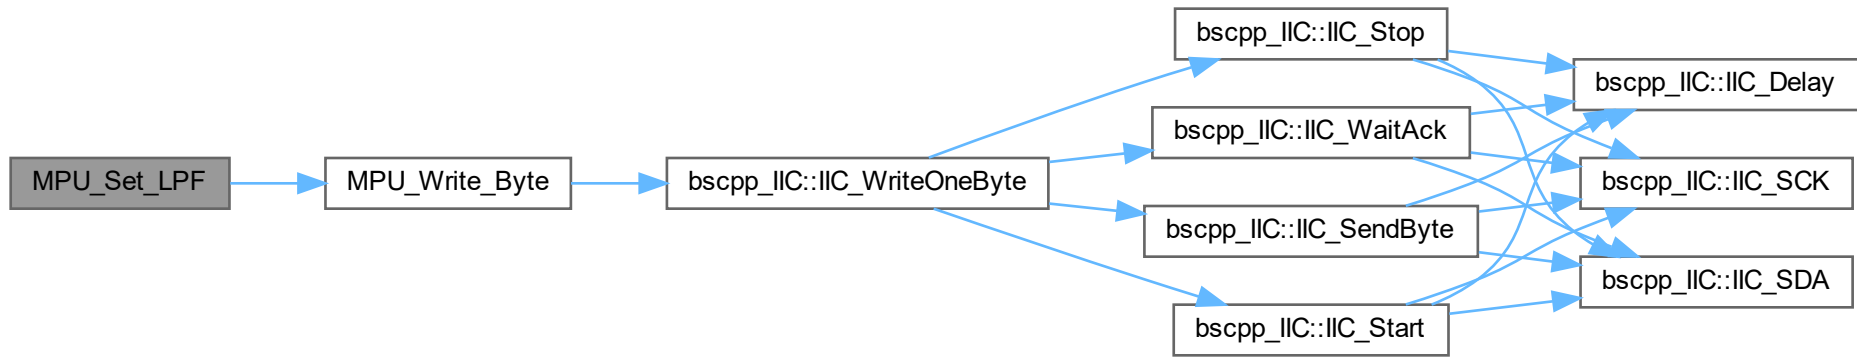 MPU_Set_LPF
MPU_Write_Byte
bscpp_IIC::IIC_WriteOneByte
bscpp_IIC::IIC_Stop
bscpp_IIC::IIC_WaitAck
bscpp_IIC::IIC_SendByte
bscpp_IIC::IIC_Start
bscpp_IIC::IIC_Delay
bscpp_IIC::IIC_SCK
bscpp_IIC::IIC_SDA